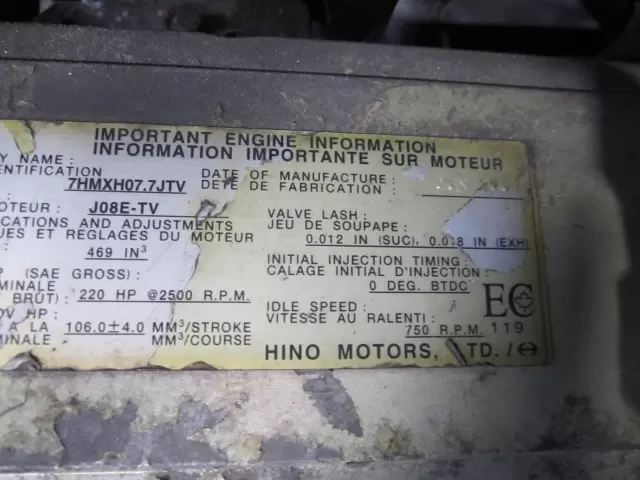 IMPORTANT ENGINE INFORMATION
INFORMATION IMPORTANTE SUR MOTEUR
Y NAME :
ENTIFICATION
7HMXH07.7JTV
OTEUR :
J08E-TV
ICATIONS AND ADJUSTMENTS
UES ET REGLAGES DU MOTEUR
469 IN³
(SAE GROSS):
MINALE
BRUT): 220 HP @2500 R.P.M.
OV HP:
A LA 106.0±4.0 MM³/STROKE
MINALE MM³/COURSE
DATE OF MANUFACTURE :
DETE DE FABRICATION :
VALVE LASH :
JEU DE SOUPAPE :
0.012 IN (SUC), 0.018 IN (EXH)
INITIAL INJECTION TIMING :
CALAGE INITIAL D'INJECTION :
0 DEG. BTDC
IDLE SPEED :
VITESSE AU RALENTI :
750 R.P.M.
EC
119
HINO MOTORS, TD./